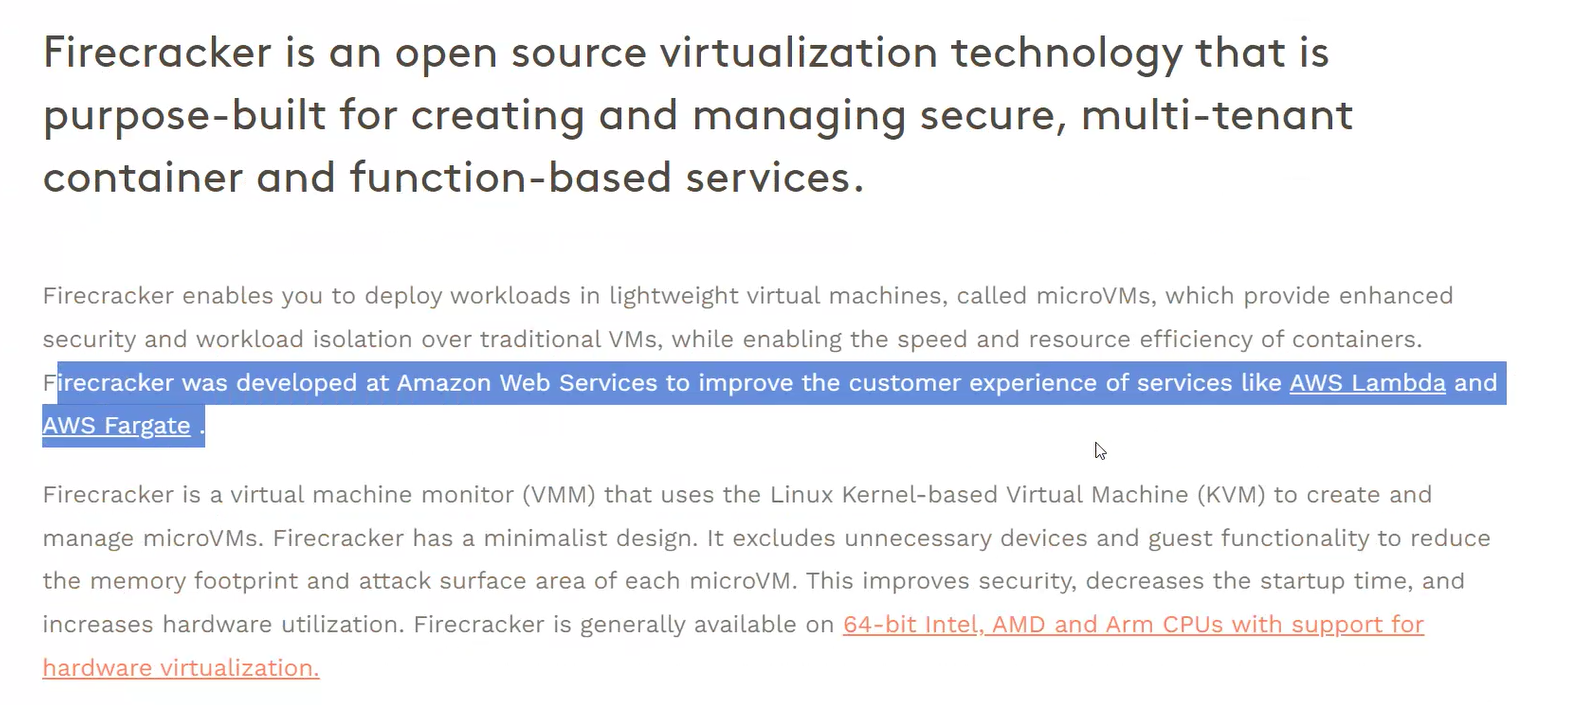 Firecracker is an open source virtualization technology that is
purpose-built for creating and managing secure, multi-tenant
container and function-based services.
Firecracker enables you to deploy workloads in lightweight virtual machines, called microVMs, which provide enhanced
security and workload isolation over traditional VMs, while enabling the speed and resource efficiency of containers.
Firecracker was developed at Amazon Web Services to improve the customer experience of services like AWS Lambda and
AWS Fargate .
Firecracker is a virtual machine monitor (VMM) that uses the Linux Kernel-based Virtual Machine (KVM) to create and
manage microVMs. Firecracker has a minimalist design. It excludes unnecessary devices and guest functionality to reduce
the memory footprint and attack surface area of each microVM. This improves security, decreases the startup time, and
increases hardware utilization. Firecracker is generally available on 64-bit Intel, AMD and Arm CPUs with support for
hardware virtualization.